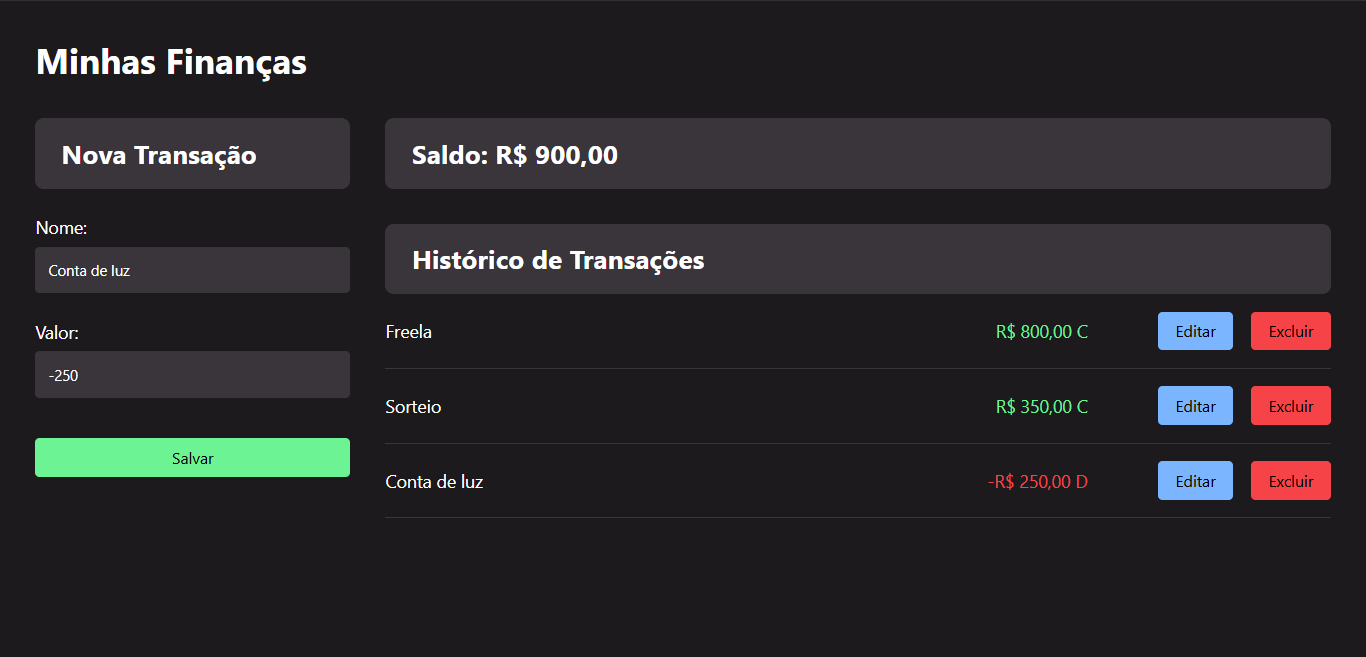 Minhas Finanças
Nova Transação
Nome:
Conta de luz
Valor:
-250
Salvar
Saldo: R$ 900,00
Histórico de Transações
Freela R$ 800,00 C Editar Excluir
Sorteio R$ 350,00 C Editar Excluir
Conta de luz -R$ 250,00 D Editar Excluir